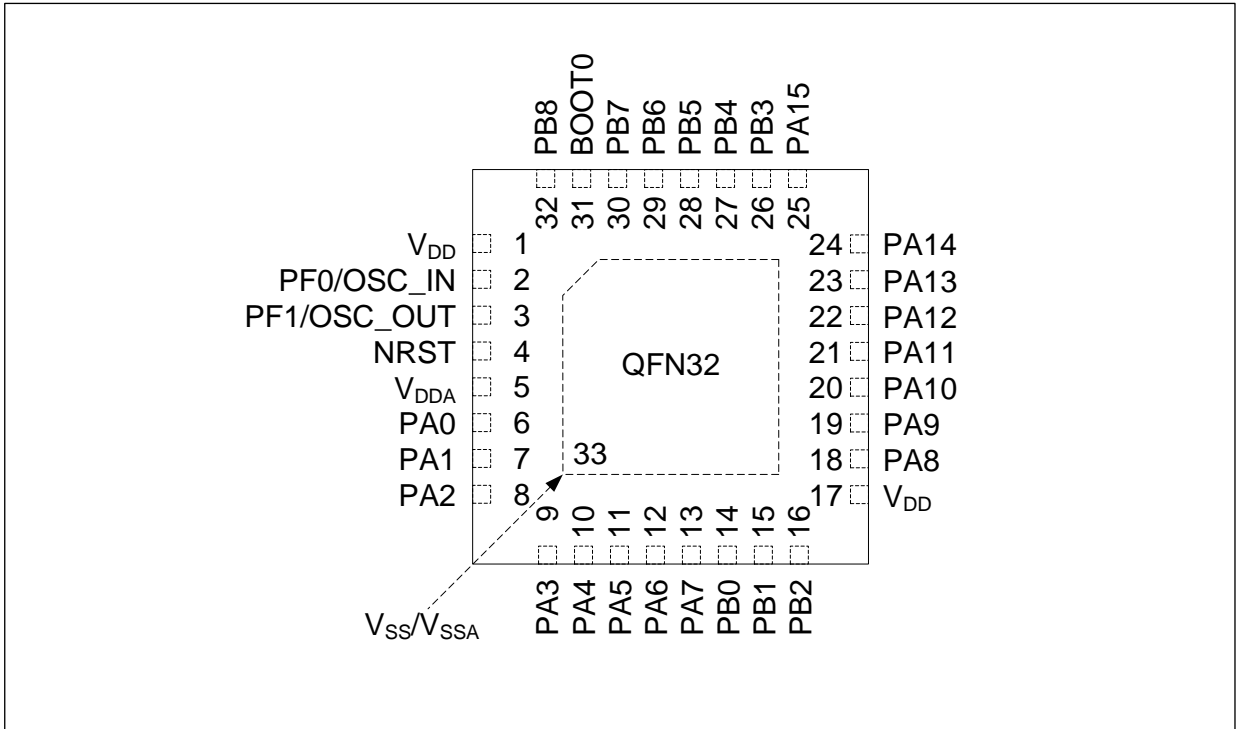 PB8
BOOT0
PB7
PB6
PB5
PB4
PB3
PA15
32
31
30
29
28
27
26
25
VDD 1
PF0/OSC_IN 2
PF1/OSC_OUT 3
NRST 4
VDDA 5
PA0 6
PA1 7
PA2 8
24 PA14
23 PA13
22 PA12
21 PA11
20 PA10
19 PA9
18 PA8
17 VDD
QFN32
33
9
10
11
12
13
14
15
16
PA3
PA4
PA5
PA6
PA7
PB0
PB1
PB2
VSS/VSSA